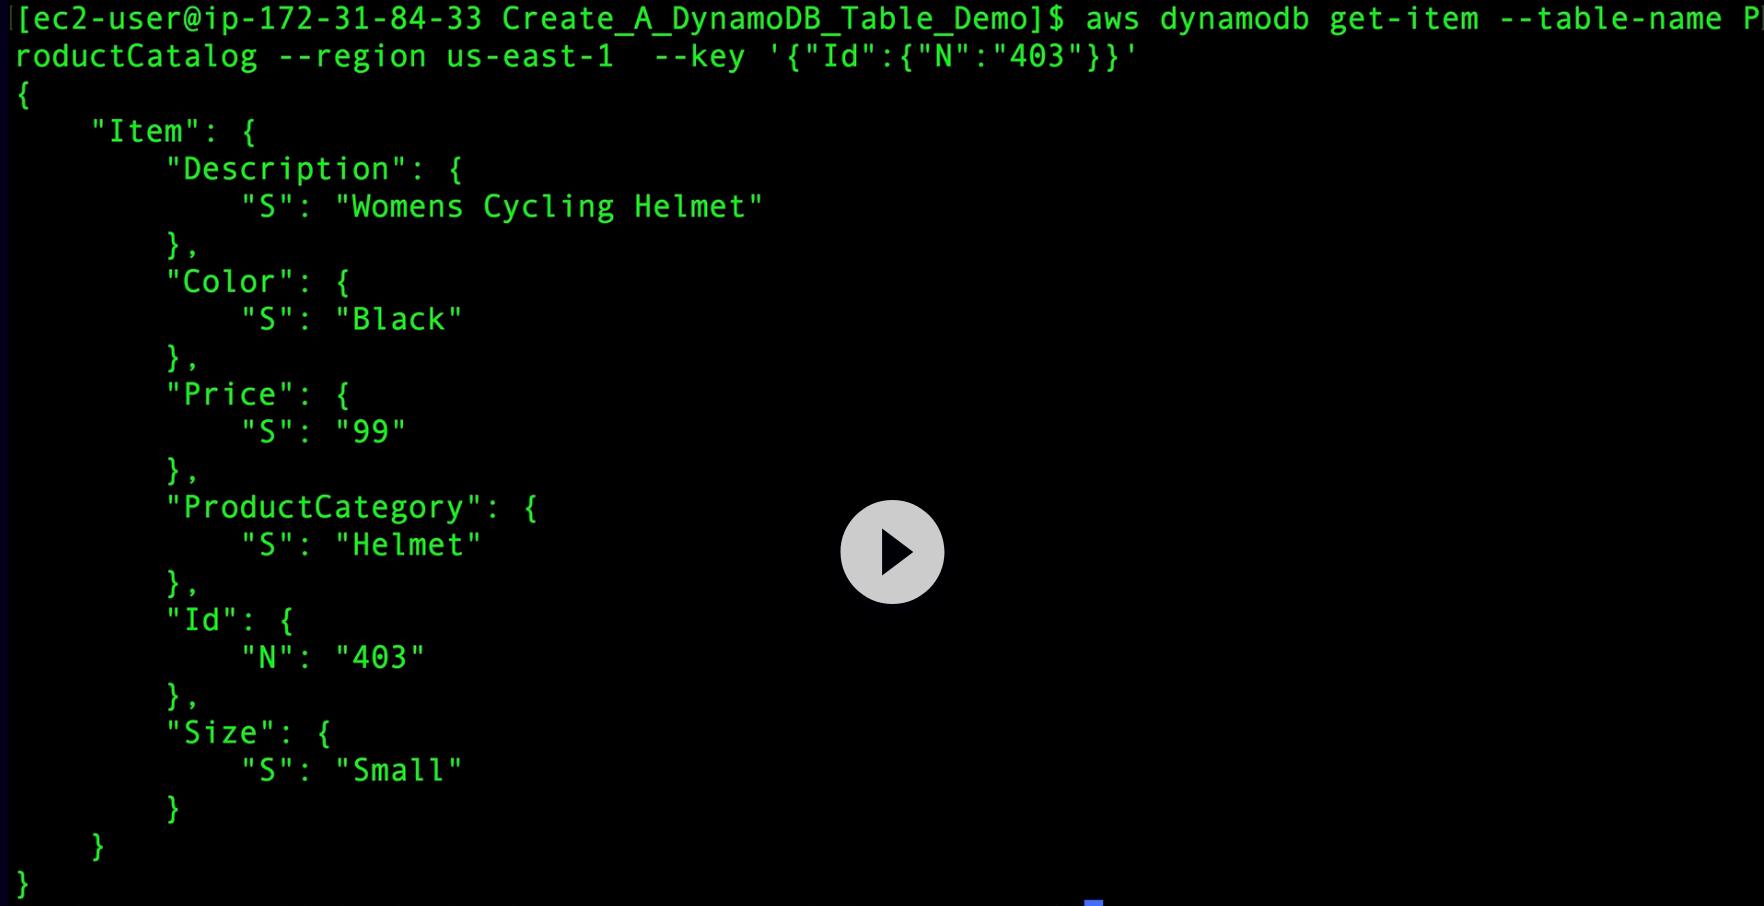 [ec2-user@ip-172-31-84-33 Create_A_DynamoDB_Table_Demo]$ aws dynamodb get-item --table-name P
roductCatalog --region us-east-1  --key '{"Id":{"N":"403"}}'
{
    "Item": {
        "Description": {
            "S": "Womens Cycling Helmet"
        },
        "Color": {
            "S": "Black"
        },
        "Price": {
            "S": "99"
        },
        "ProductCategory": {
            "S": "Helmet"
        },
        "Id": {
            "N": "403"
        },
        "Size": {
            "S": "Small"
        }
    }
}